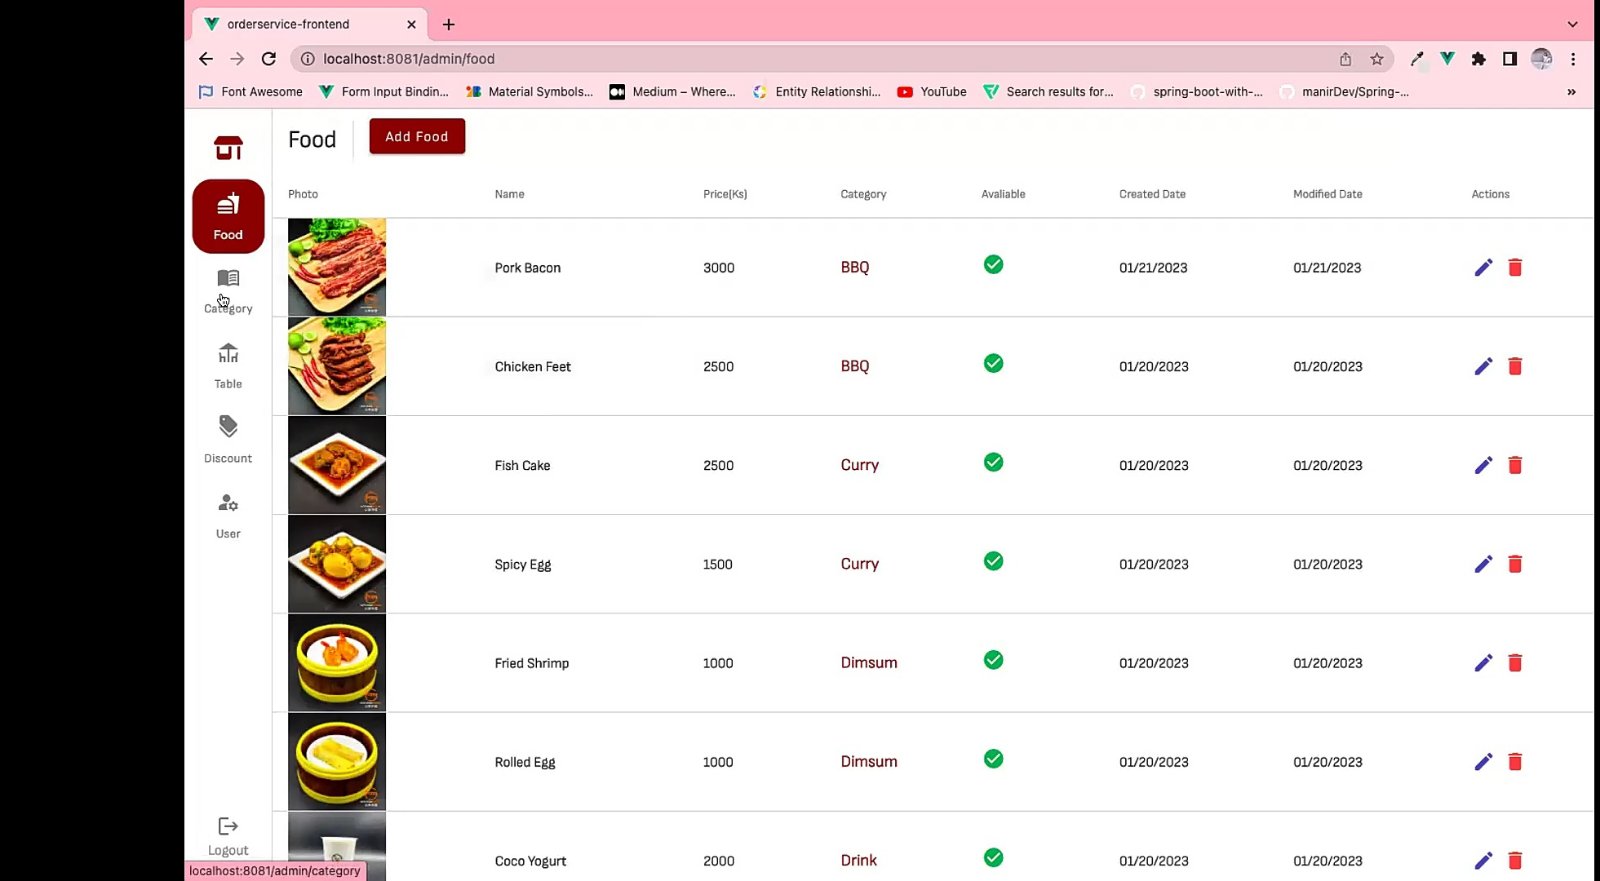 orderservice-frontend
localhost:8081/admin/food
Font Awesome
Form Input Bindin...
Material Symbols...
Medium – Where...
Entity Relationshi...
YouTube
Search results for...
spring-boot-with-...
manirDev/Spring-...
»
Food
Add Food
Food
Category
Table
Discount
User
Logout
Photo Name Price(Ks) Category Avaliable Created Date Modified Date Actions
Pork Bacon 3000 BBQ 01/21/2023 01/21/2023
Chicken Feet 2500 BBQ 01/20/2023 01/20/2023
Fish Cake 2500 Curry 01/20/2023 01/20/2023
Spicy Egg 1500 Curry 01/20/2023 01/20/2023
Fried Shrimp 1000 Dimsum 01/20/2023 01/20/2023
Rolled Egg 1000 Dimsum 01/20/2023 01/20/2023
Coco Yogurt 2000 Drink 01/20/2023 01/20/2023
localhost:8081/admin/category